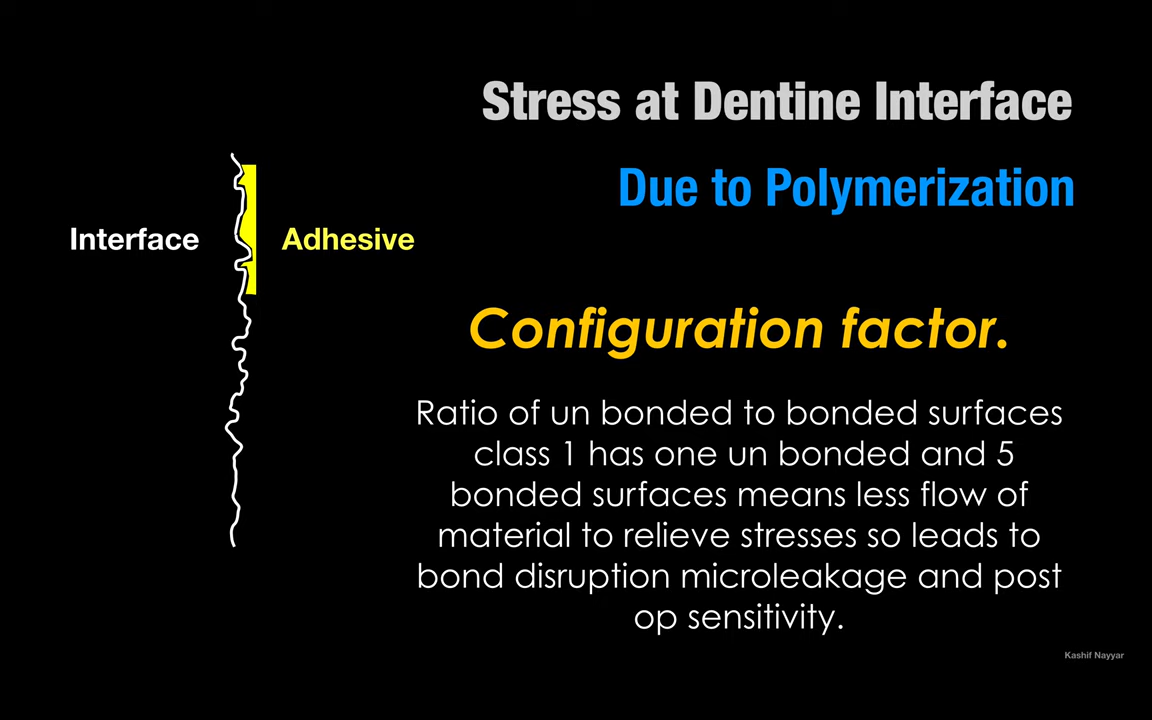 Stress at Dentine Interface
Due to Polymerization
Interface
Adhesive
Configuration factor.
Ratio of un bonded to bonded surfaces
class 1 has one un bonded and 5
bonded surfaces means less flow of
material to relieve stresses so leads to
bond disruption microleakage and post
op sensitivity.
Kashif Nayyar